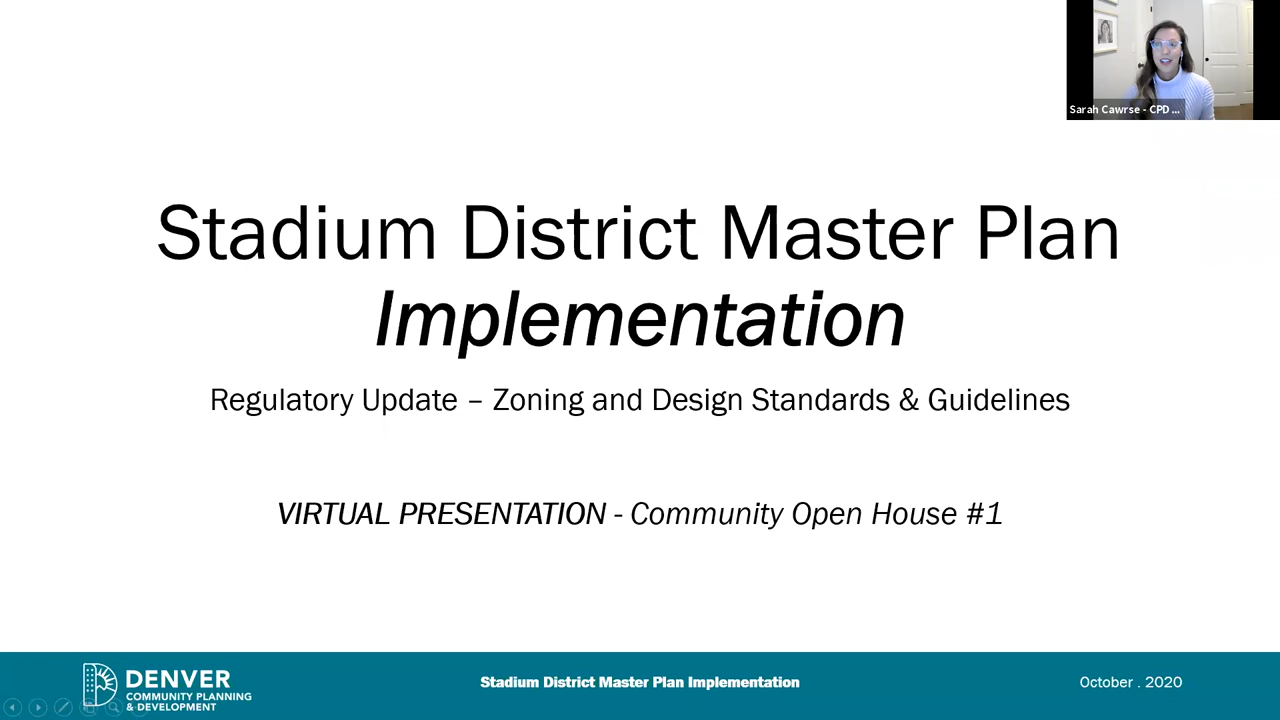 Sarah Cawrse - CPD ...
Stadium District Master Plan
Implementation
Regulatory Update – Zoning and Design Standards & Guidelines
VIRTUAL PRESENTATION - Community Open House #1
DENVER
COMMUNITY PLANNING
& DEVELOPMENT
Stadium District Master Plan Implementation
October . 2020